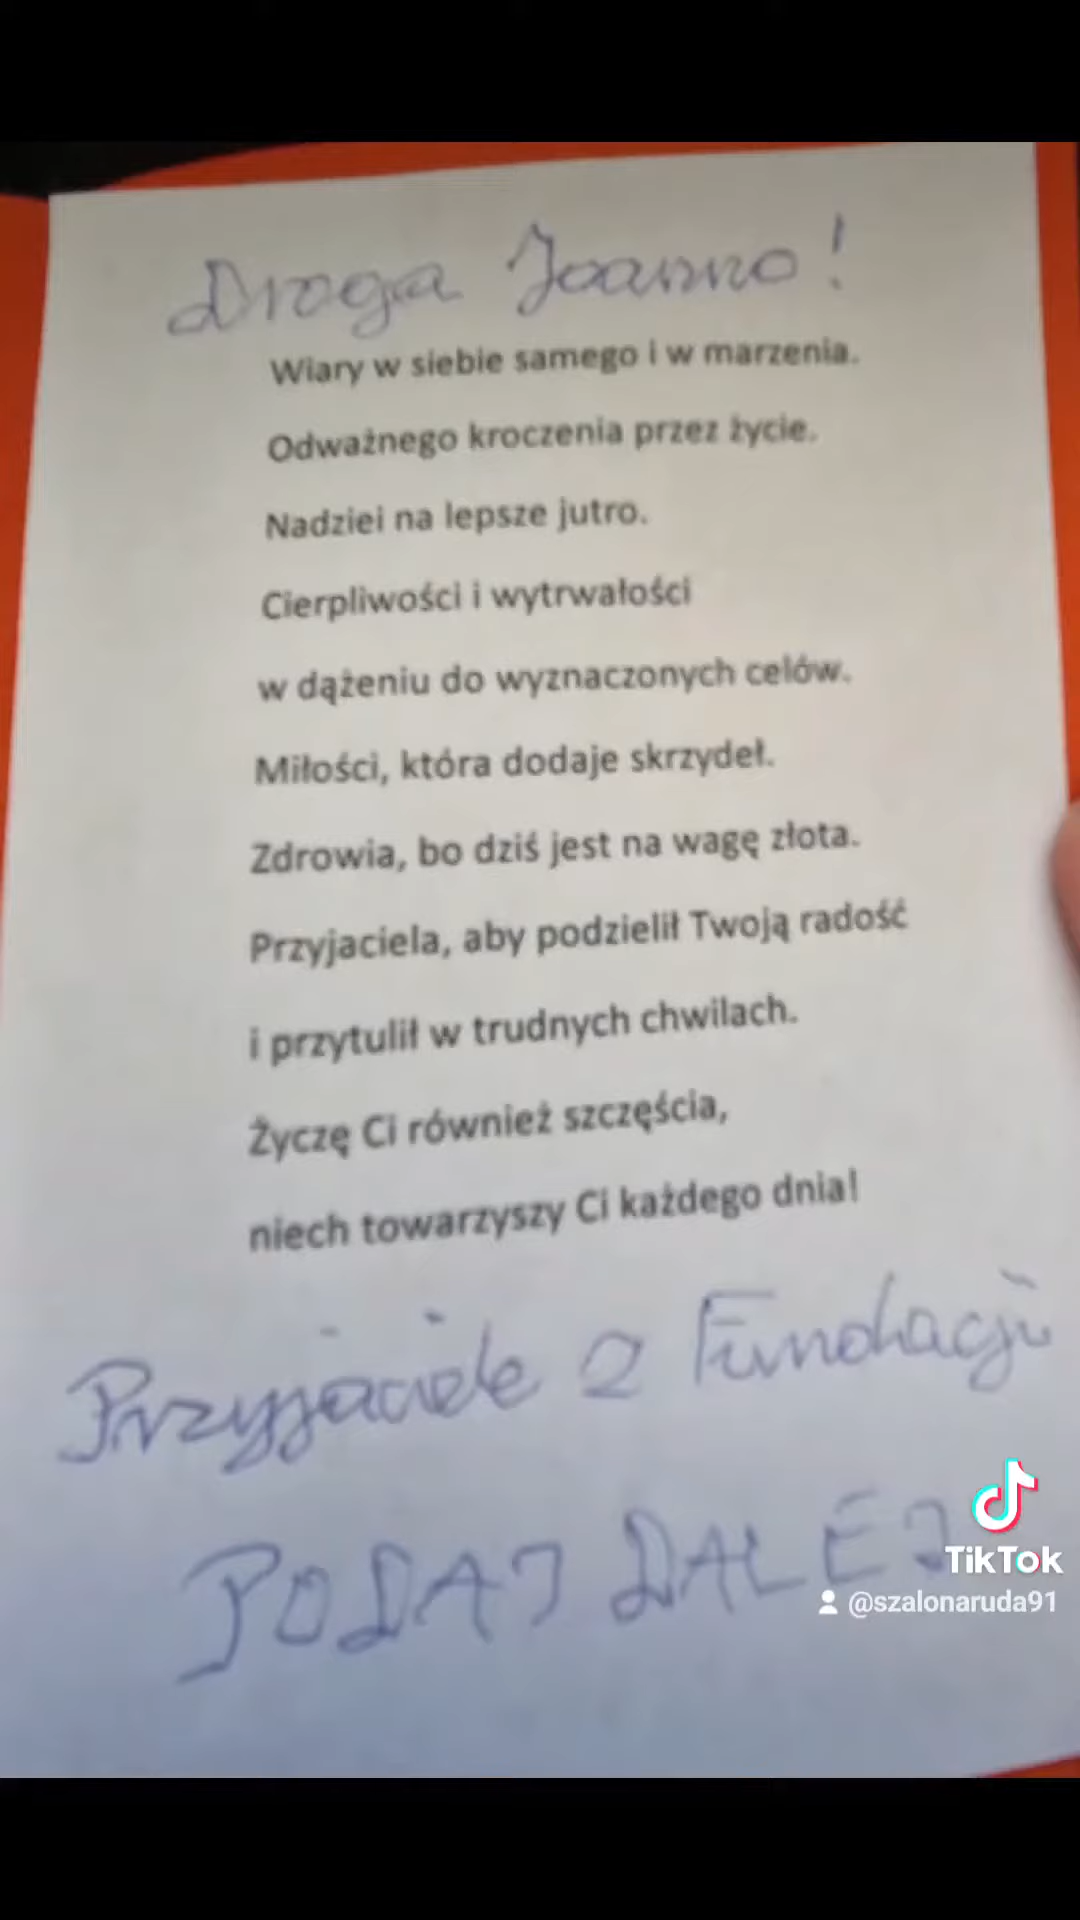 Droga Joanno!
Wiary w siebie samego i w marzenia.
Odważnego kroczenia przez życie.
Nadziei na lepsze jutro.
Cierpliwości i wytrwałości
w dążeniu do wyznaczonych celów.
Miłości, która dodaje skrzydeł.
Zdrowia, bo dziś jest na wagę złota.
Przyjaciela, aby podzielił Twoją radość
i przytulił w trudnych chwilach.
Życzę Ci również szczęścia,
niech towarzyszy Ci każdego dnia!
Przyjaciele z Fundacji
PODAJ DALEJ
TikTok
@szalonaruda91